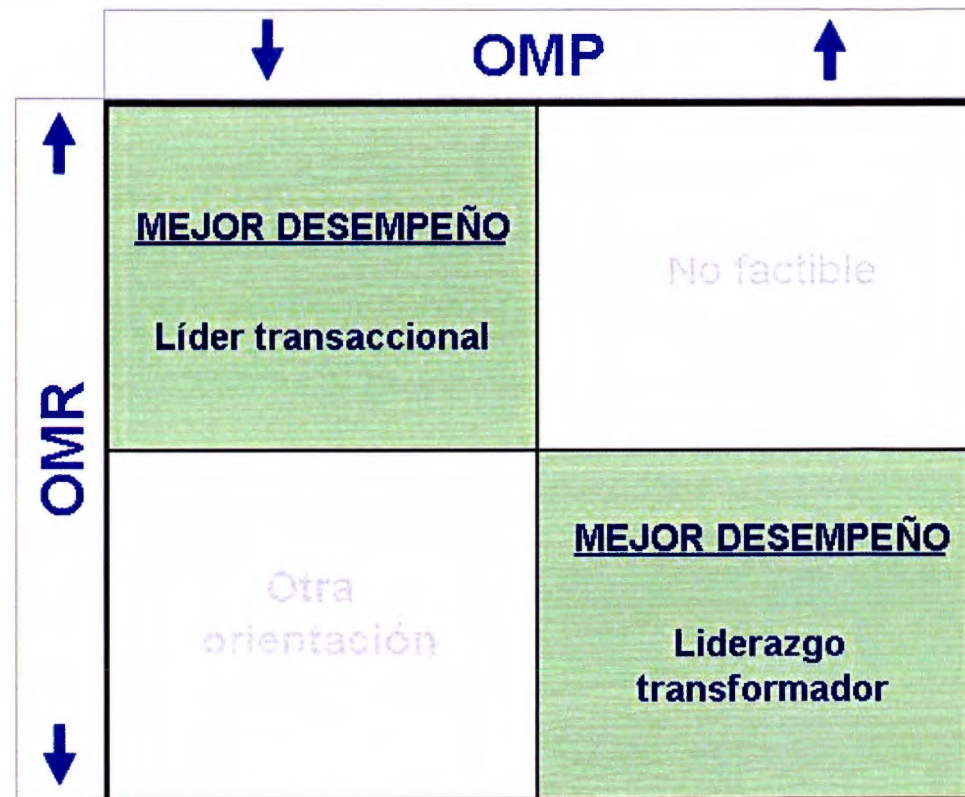 OMP
OMR
MEJOR DESEMPEÑO
Líder transaccional
No factible
Otra
orientación
MEJOR DESEMPEÑO
Liderazgo
transformador